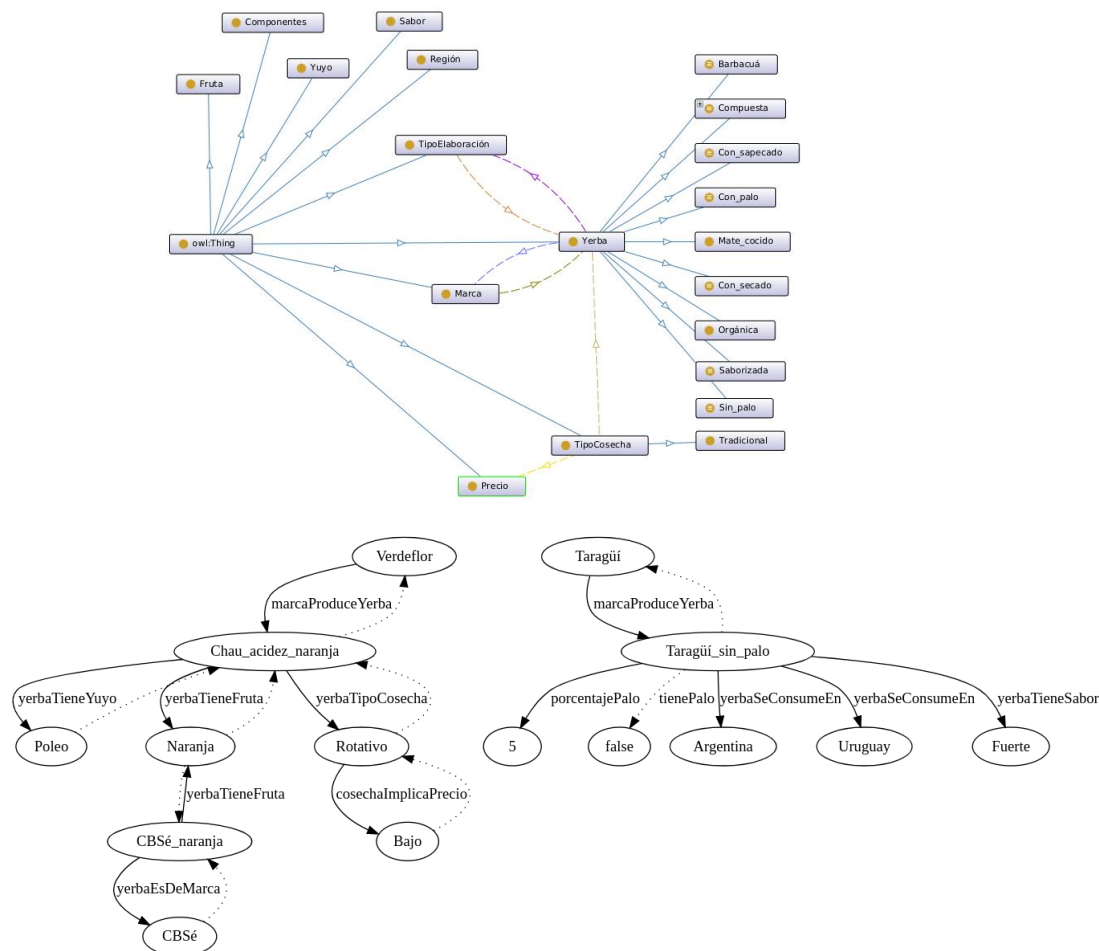 Componentes
Sabor
Región
Yuyo
Fruta
Barbacuá
Compuesta
TipoElaboración
Con_sapecado
Con_palo
owl:Thing
Yerba
Mate_cocido
Con_secado
Marca
Orgánica
Saborizada
Sin_palo
TipoCosecha
Tradicional
Precio
Verdeflor
marcaProduceYerba
Chau_acidez_naranja
yerbaTieneYuyo
yerbaTieneFruta
yerbaTipoCosecha
Poleo
Naranja
Rotativo
yerbaTieneFruta
cosechaImplicaPrecio
CBSé_naranja
Bajo
yerbaEsDeMarca
CBSé
Taragüí
marcaProduceYerba
Taragüí_sin_palo
porcentajePalo
tienePalo
yerbaSeConsumeEn
yerbaSeConsumeEn
yerbaTieneSabor
5
false
Argentina
Uruguay
Fuerte